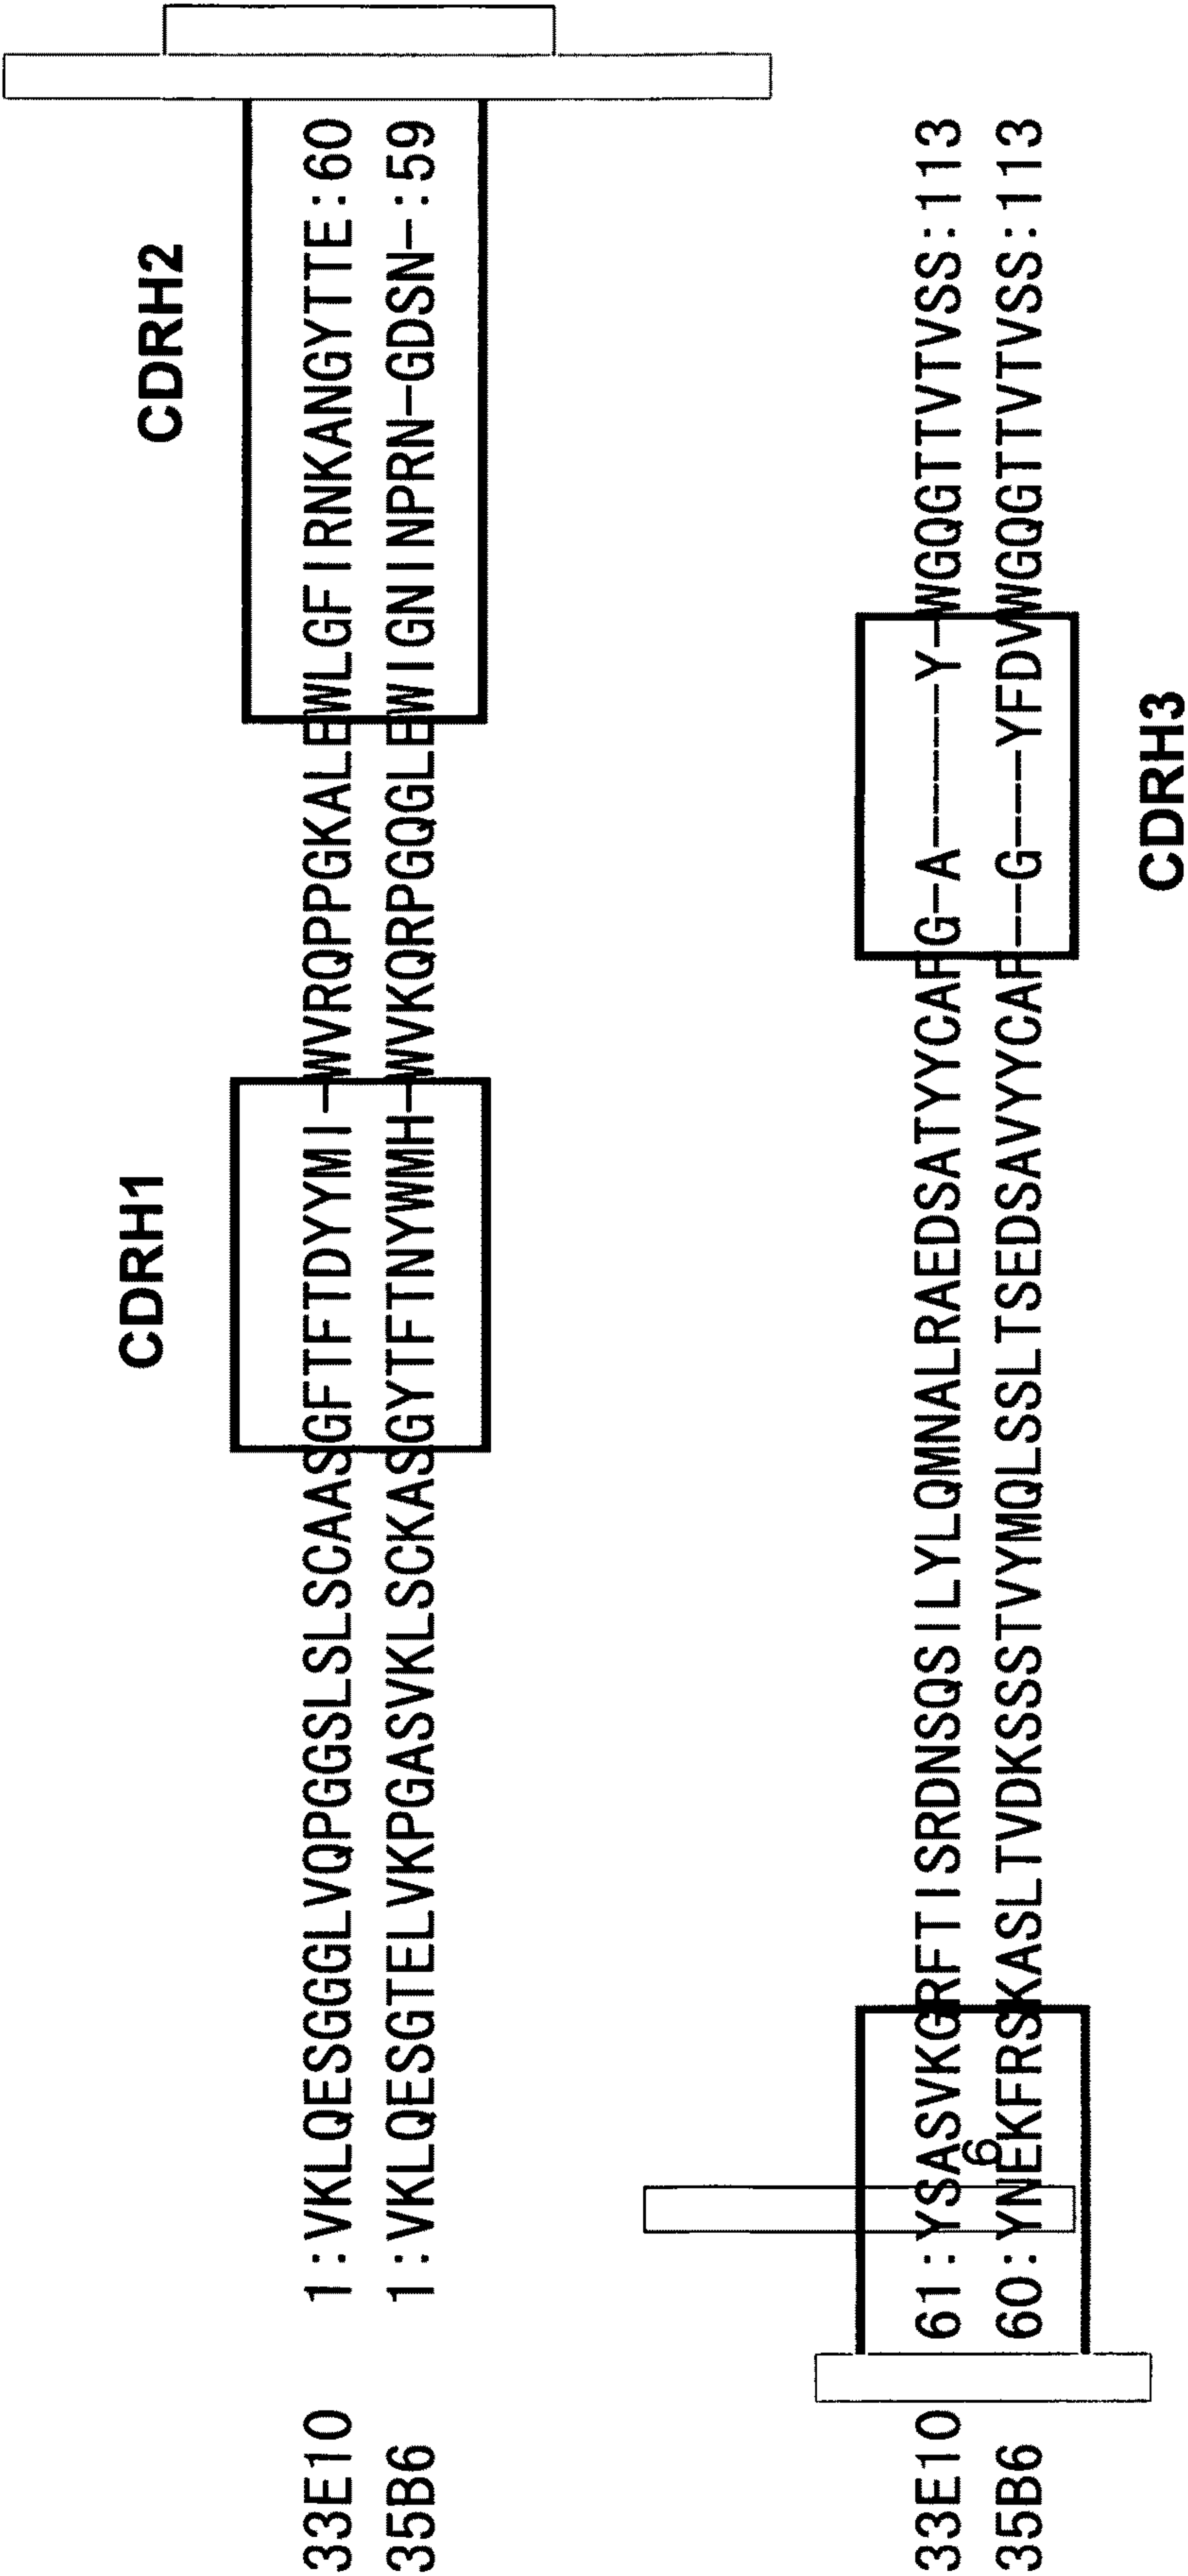 CDRH1 CDRH2
33E10 1:VKLQESGGGLVQPGGSLSLSCAASGFTFTDYYMI-WVRQPPGKALEWLGFIRNKANGYTTE:60
35B6 1:VKLQESGTELVKPGASVKLSCKASGYTFTNYWMH-WVKQRPGQGLEWIGNINPRN-GDSN-:59
33E10 61:YSASVKGRFTISRDNSQSILYLQMNALRAEDSATYYCARG-A-----Y-WGQGTTVTVSS:113
9
35B6 60:YNEKFRSKASLTVDKSSSTVYMQLSSLTSEDSAVYYCAR--G---YFDVWGQGTTVTVSS:113
CDRH3